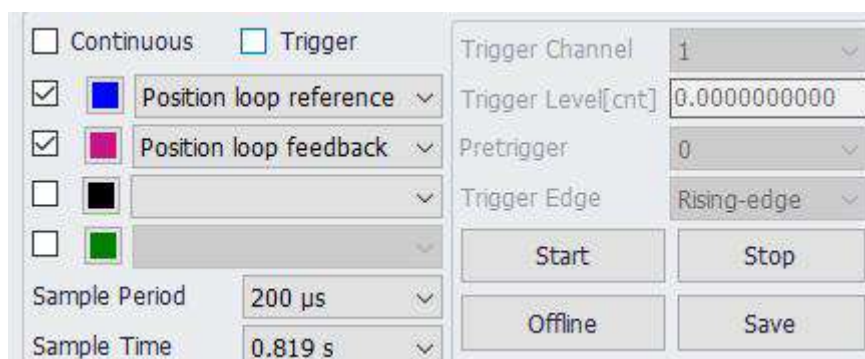 Continuous
Trigger
Position loop reference
Position loop feedback
Sample Period
200 µs
Sample Time
0.819 s
Trigger Channel
1
Trigger Level[cnt]
0.0000000000
Pretrigger
0
Trigger Edge
Rising-edge
Start
Stop
Offline
Save